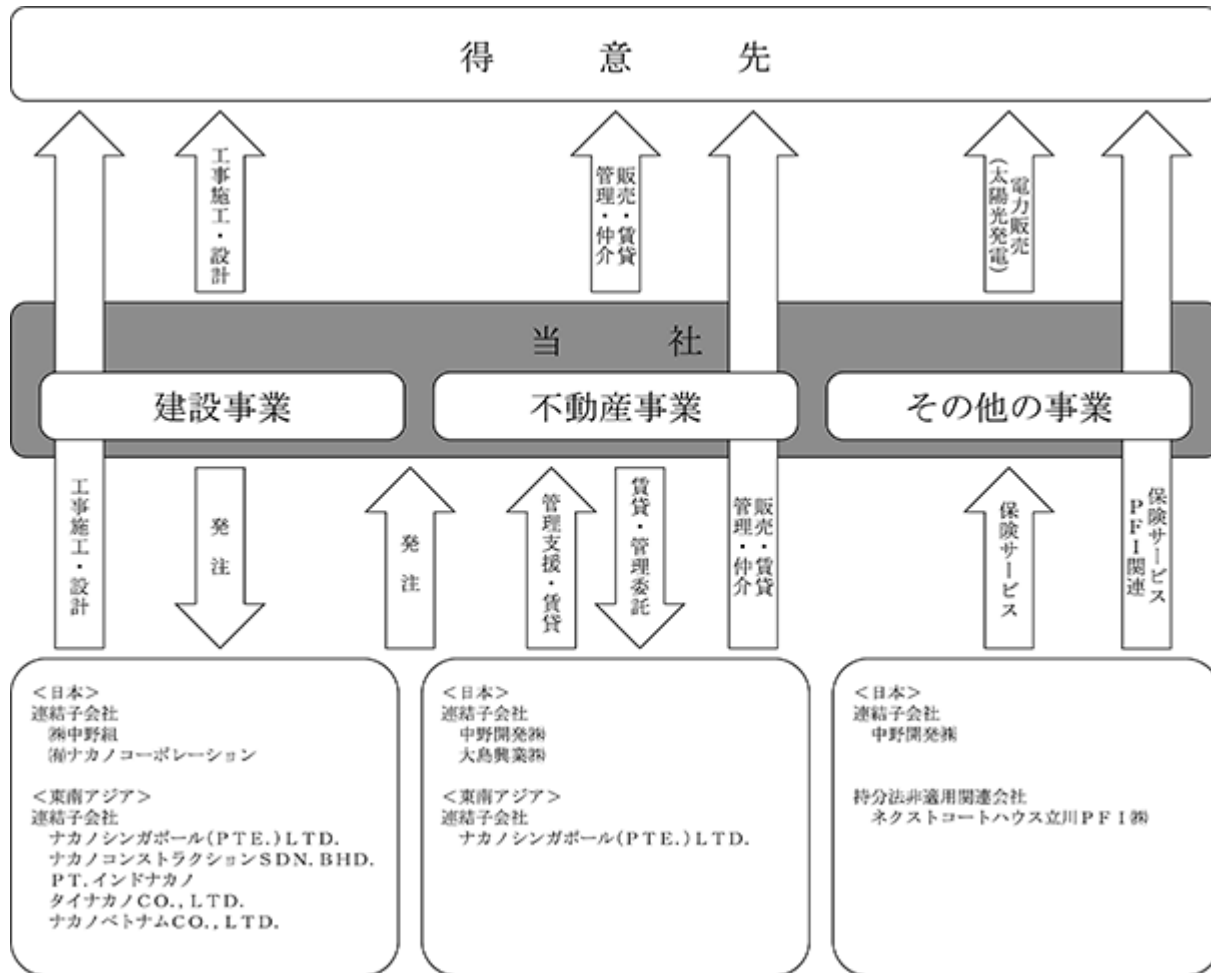 得意先
工事施工・設計
販売・賃貸
管理・仲介
電力販売
(太陽光発電)
当社
建設事業
不動産事業
その他の事業
工事施工・設計
発注
発注
管理支援・賃貸
賃貸・管理委託
販売・賃貸
管理・仲介
保険サービス
保険サービス
PFI関連
<日本>
連結子会社
㈱中野組
㈲ナカノコーポレーション
<東南アジア>
連結子会社
ナカノシンガポール(PTE.)LTD.
ナカノコンストラクションSDN.BHD.
PT.インドナカノ
タイナカノCO.,LTD.
ナカノベトナムCO.,LTD.
<日本>
連結子会社
中野開発㈱
大島興業㈱
<東南アジア>
連結子会社
ナカノシンガポール(PTE.)LTD.
<日本>
連結子会社
中野開発㈱
持分法非適用関連会社
ネクストコートハウス立川PFI㈱